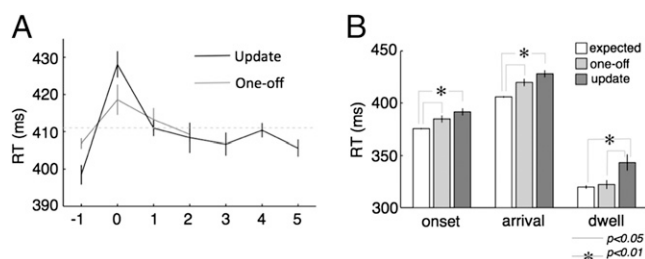 A
RT (ms)
430
420
410
400
390
-1 0 1 2 3 4 5
Update
One-off
B
RT (ms)
450
400
350
300
onset arrival dwell
* * *
expected
one-off
update
p<0.05
* p<0.01